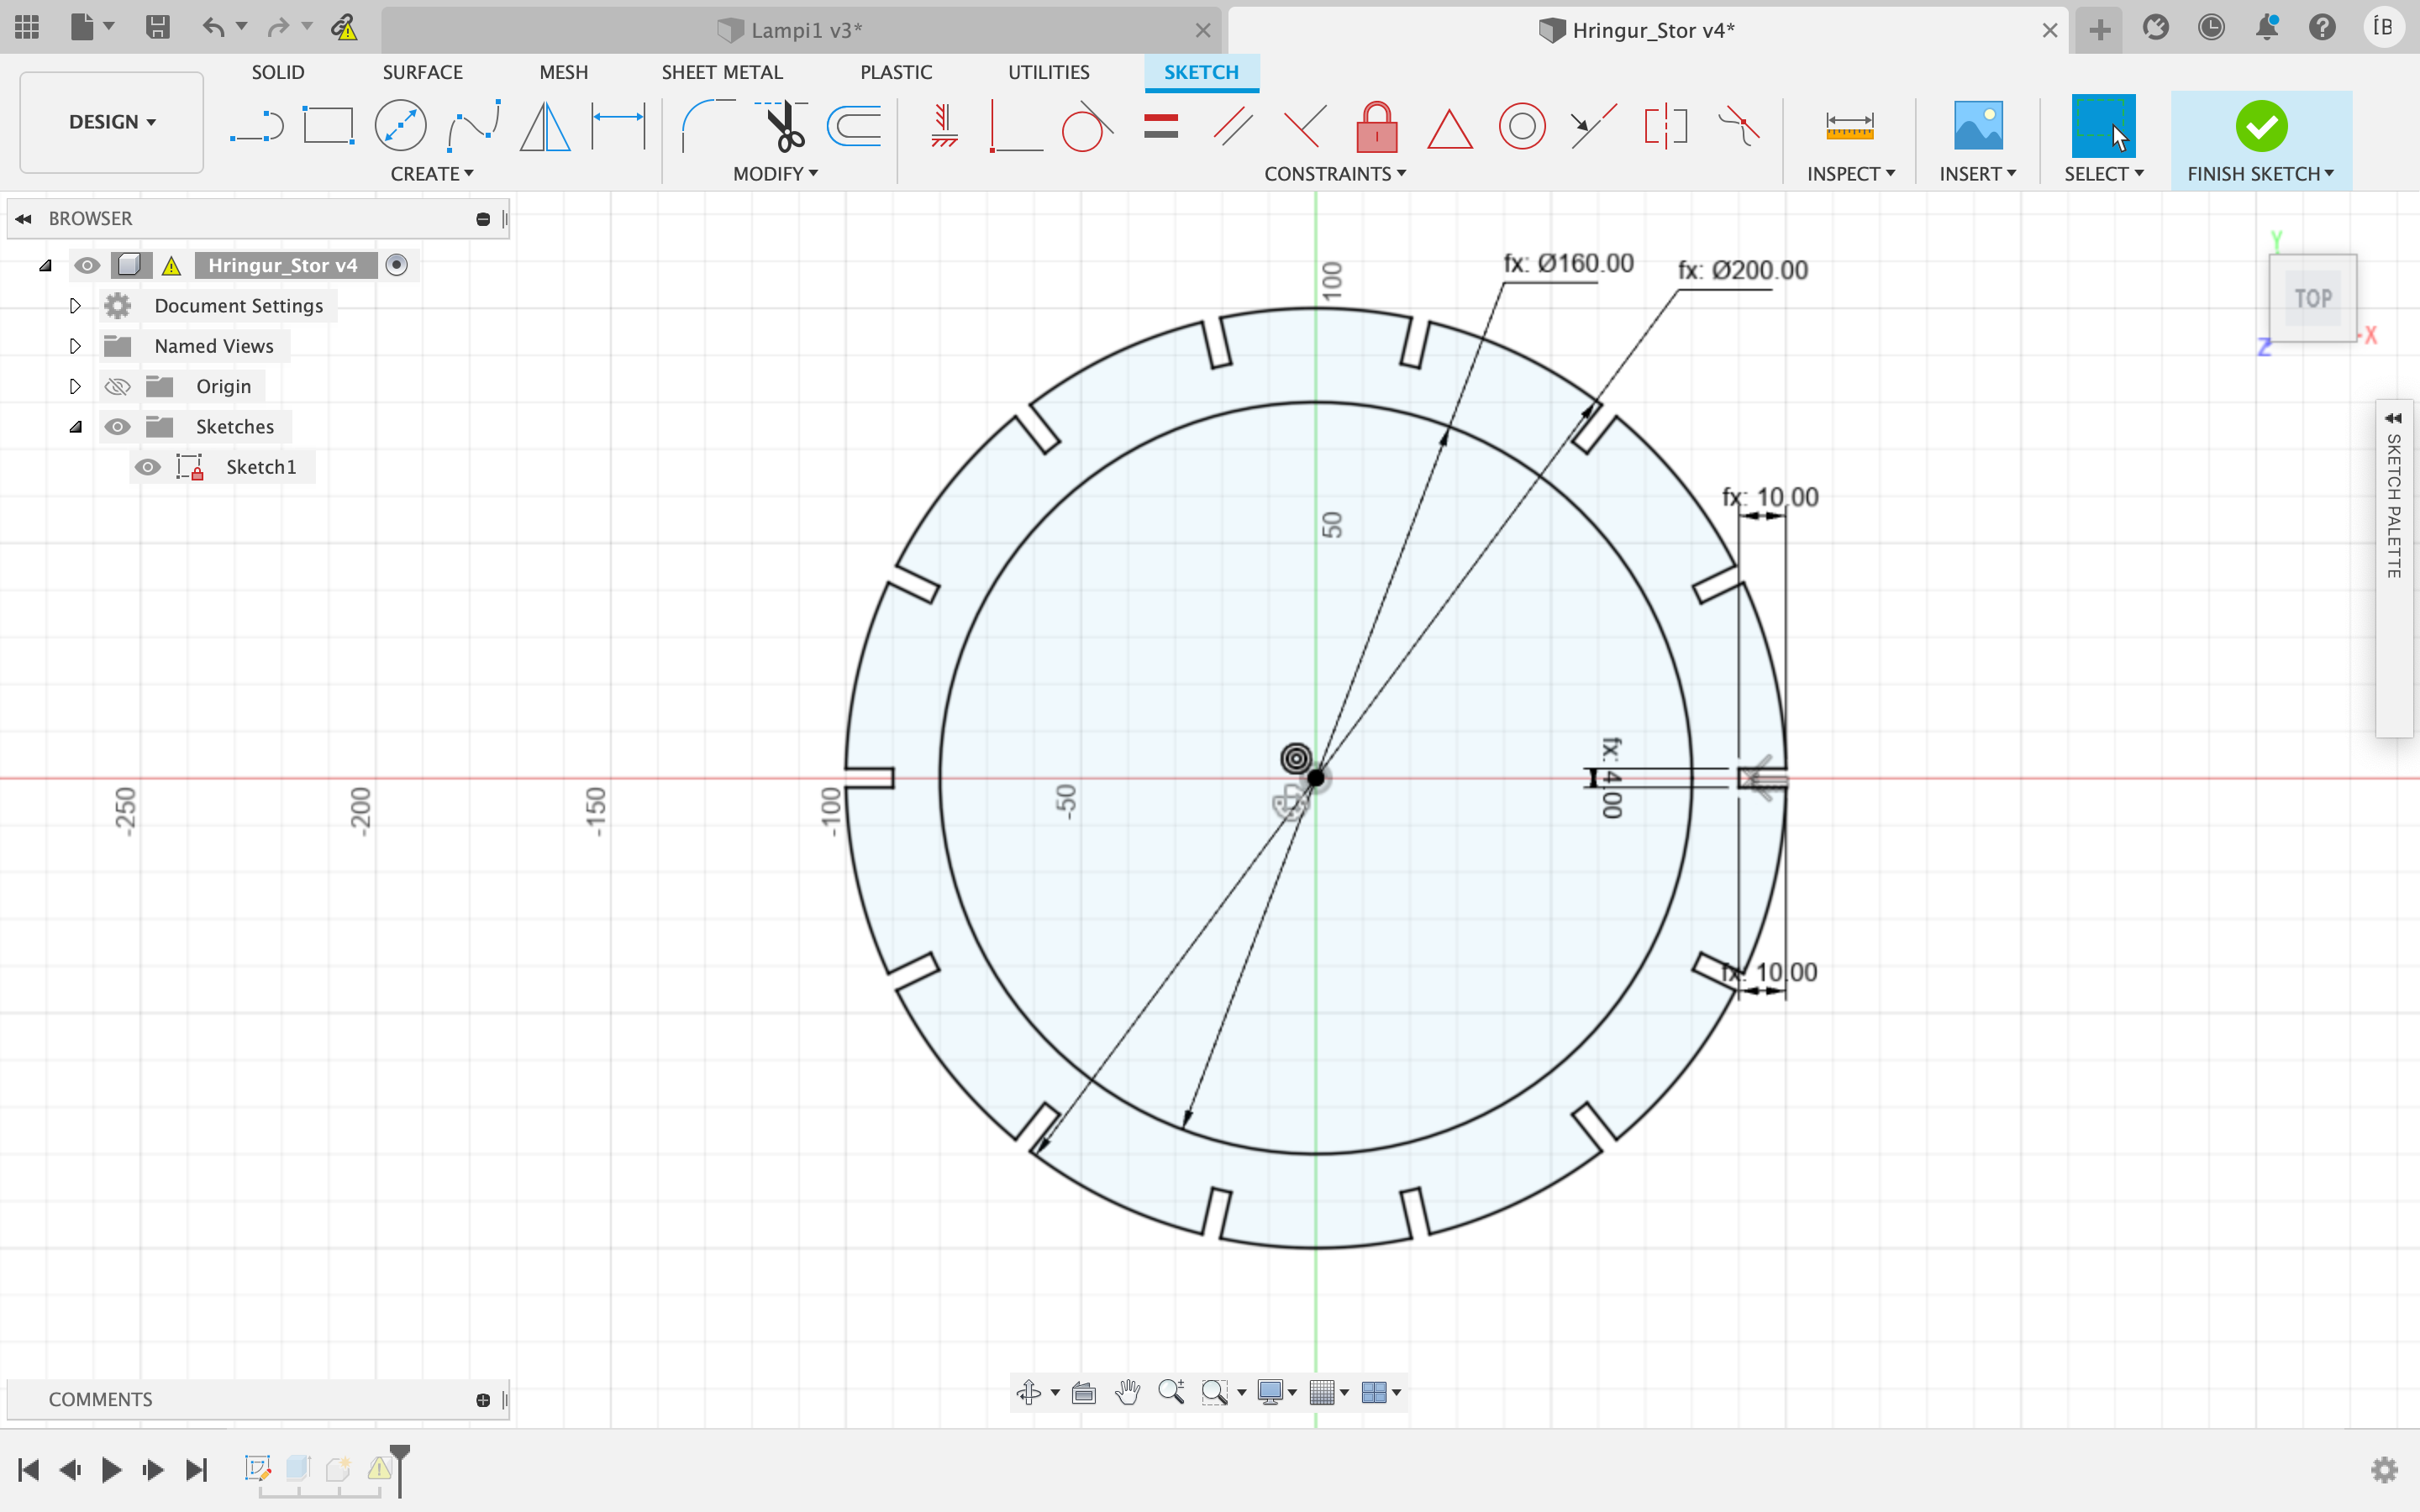 Lampi1 v3*
Hringur_Stor v4*
ÍB
DESIGN
SOLID
SURFACE
MESH
SHEET METAL
PLASTIC
UTILITIES
SKETCH
CREATE
MODIFY
CONSTRAINTS
INSPECT
INSERT
SELECT
FINISH SKETCH
BROWSER
Hringur_Stor v4
Document Settings
Named Views
Origin
Sketches
Sketch1
fx: Ø160.00
fx: Ø200.00
100
50
fx: 10.00
fx: 4.00
fx: 10.00
-250
-200
-150
-100
-50
Y
TOP
Z
-X
SKETCH PALETTE
COMMENTS